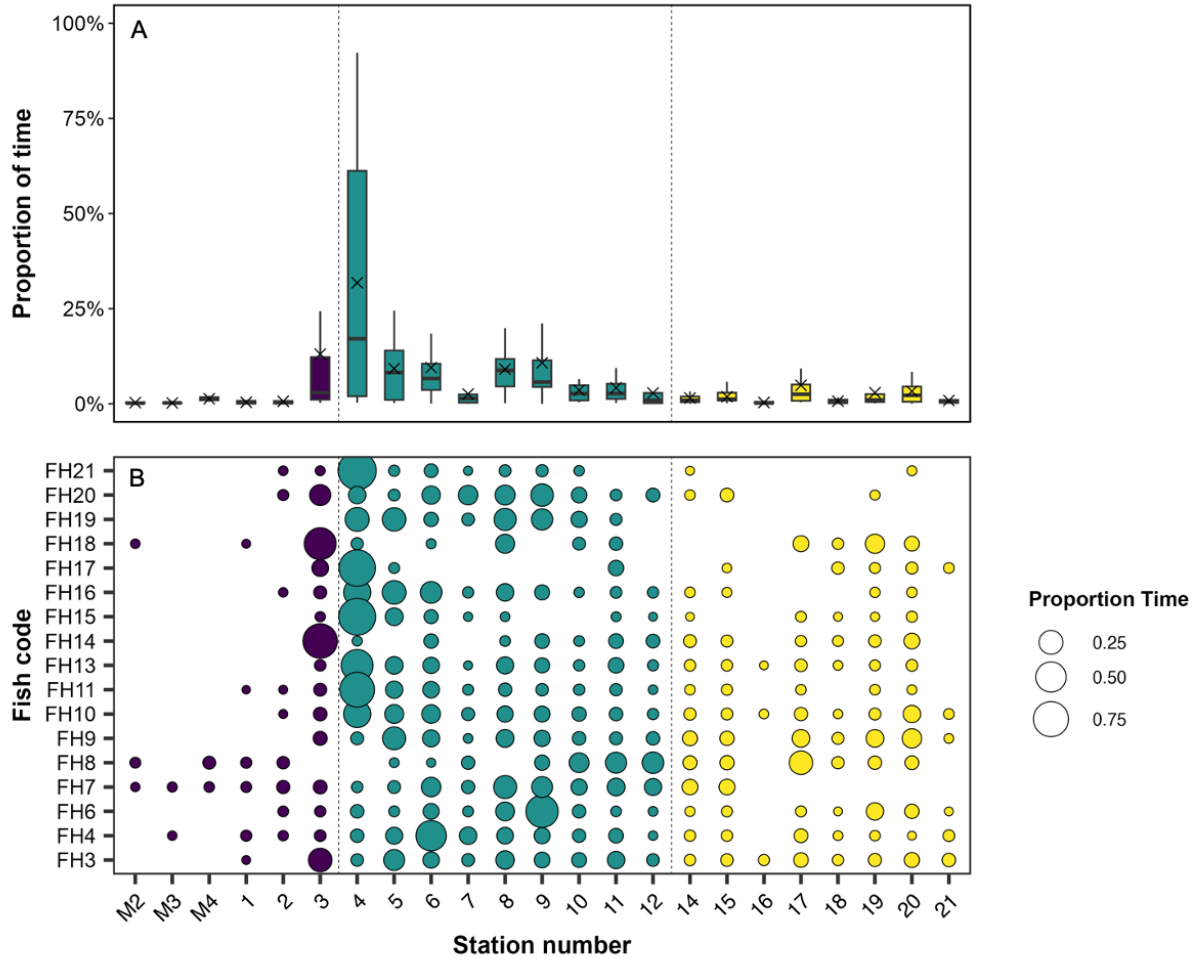 A
100%
75%
50%
25%
0%
Proportion of time
B
FH21
FH20
FH19
FH18
FH17
FH16
FH15
FH14
FH13
FH11
FH10
FH9
FH8
FH7
FH6
FH4
FH3
Fish code
M2 M3 M4 1 2 3 4 5 6 7 8 9 10 11 12 14 15 16 17 18 19 20 21
Station number
Proportion Time
0.25
0.50
0.75